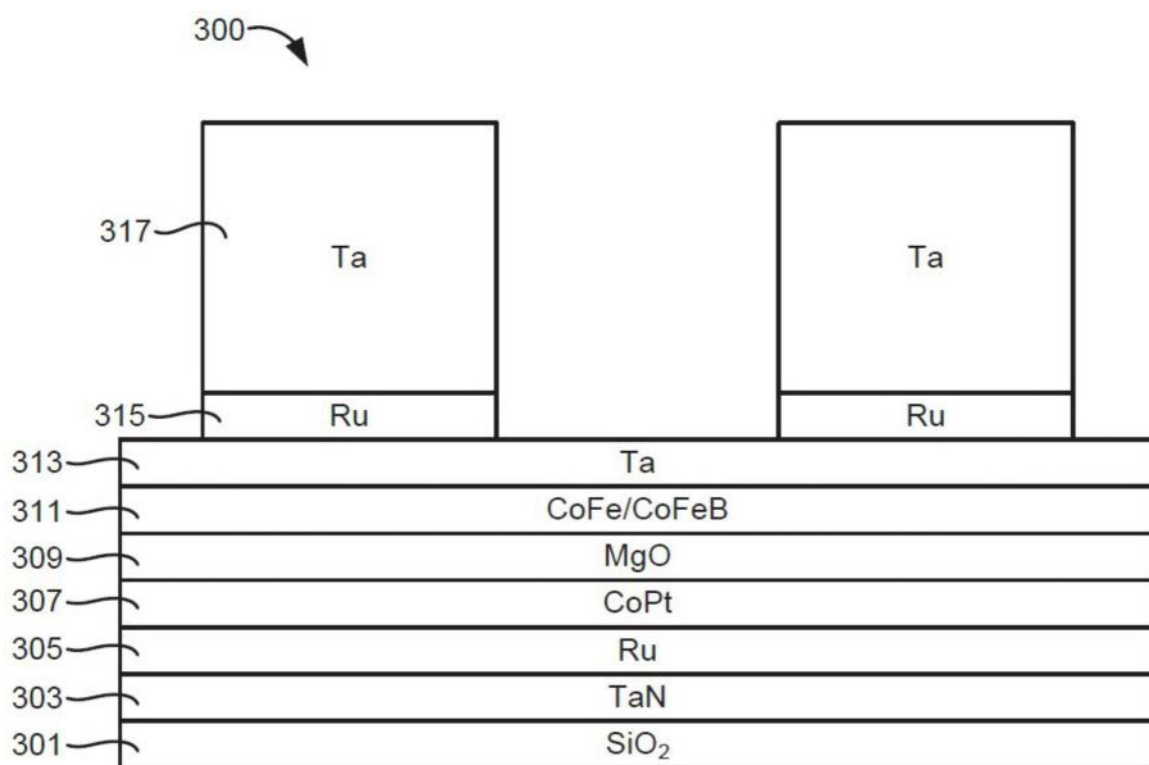 300
317 Ta Ta
315 Ru Ru
313 Ta
311 CoFe/CoFeB
309 MgO
307 CoPt
305 Ru
303 TaN
301 SiO₂